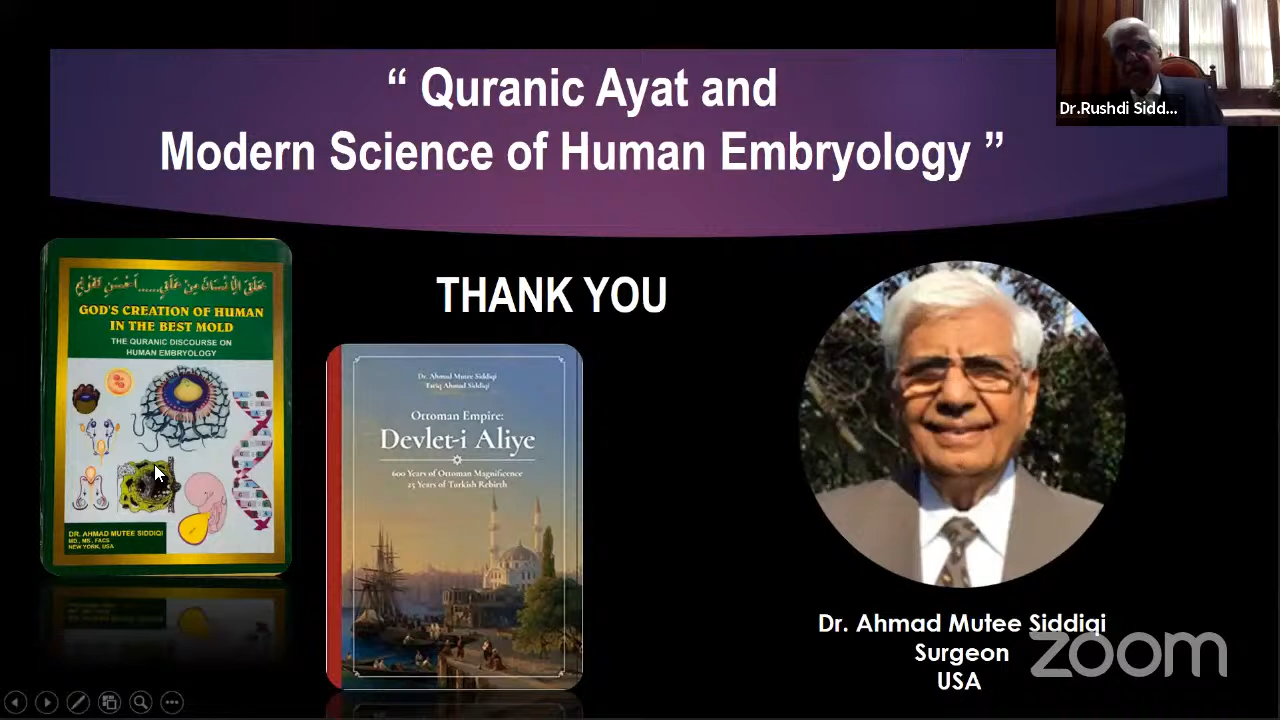 “ Quranic Ayat and
Modern Science of Human Embryology ”
Dr.Rushdi Sidd...
THANK YOU
GOD'S CREATION OF HUMAN
IN THE BEST MOLD
THE QURANIC DISCOURSE ON
HUMAN EMBRYOLOGY
DR. AHMAD MUTEE SIDDIQI
MD., MS., FACS
NEW YORK, USA
Dr. Ahmad Mutee Siddiqi
Tariq Ahmad Siddiqi
Ottoman Empire:
Devlet-i Aliye
600 Years of Ottoman Magnificence
25 Years of Turkish Rebirth
Dr. Ahmad Mutee Siddiqi
Surgeon
USA
zoom